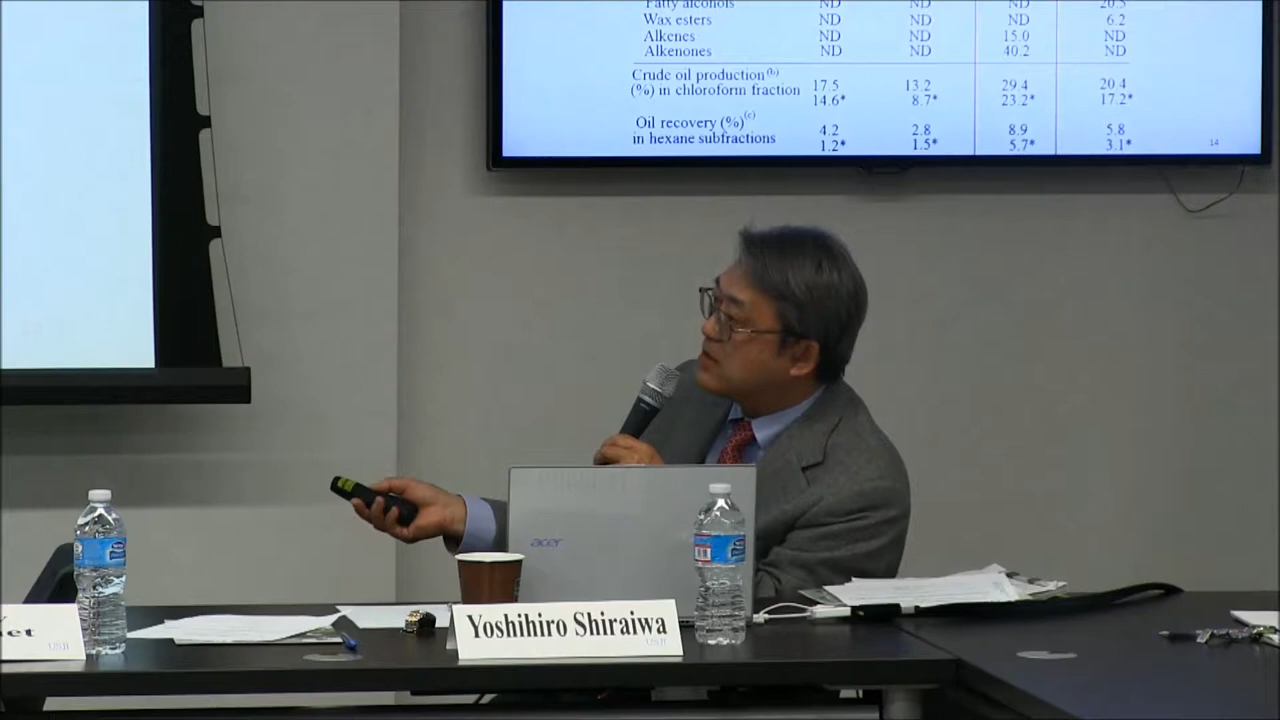 Fatty alcohols ND ND ND 20.5
Wax esters ND ND ND 6.2
Alkenes ND ND 15.0 ND
Alkenones ND ND 40.2 ND
Crude oil production(b)
(%) in chloroform fraction 17.5 13.2 29.4 20.4
14.6* 8.7* 23.2* 17.2*
Oil recovery (%)(c) 4.2 2.8 8.9 5.8
in hexane subfractions 1.2* 1.5* 5.7* 3.1*
14
acer
Yoshihiro Shiraiwa